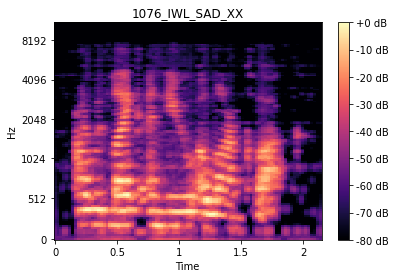 1076_IWL_SAD_XX
Hz
8192
4096
2048
1024
512
0
0
0.5
1
1.5
2
Time
+0 dB
-10 dB
-20 dB
-30 dB
-40 dB
-50 dB
-60 dB
-70 dB
-80 dB